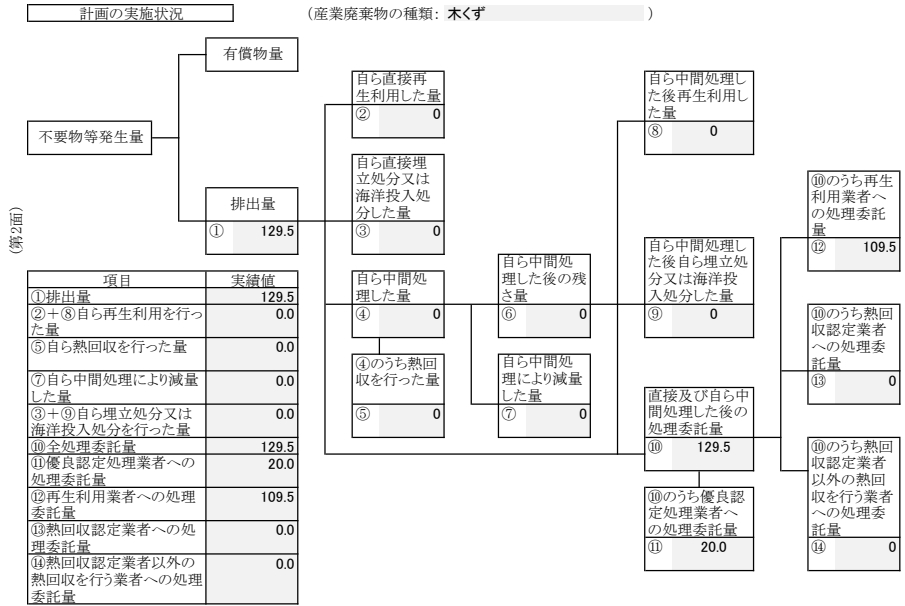 計画の実施状況
（産業廃棄物の種類： 木くず ）
有償物量
不要物等発生量
排出量
① 129.5
自ら直接再
生利用した量
② 0
自ら直接埋
立処分又は
海洋投入処
分した量
③ 0
自ら中間処
理した量
④ 0
④のうち熱回
収を行った量
⑤ 0
自ら中間処
理した後の残
さ量
⑥ 0
自ら中間処
理により減量
した量
⑦ 0
自ら中間処理し
た後再生利用し
た量
⑧ 0
自ら中間処理し
た後自ら埋立処
分又は海洋投
入処分した量
⑨ 0
直接及び自ら中
間処理した後の
処理委託量
⑩ 129.5
⑩のうち優良認
定処理業者へ
の処理委託量
⑪ 20.0
⑩のうち再生
利用業者へ
の処理委託
量
⑫ 109.5
⑩のうち熱回
収認定業者
への処理委
託量
⑬ 0
⑩のうち熱回
収認定業者
以外の熱回
収を行う業者
への処理委
託量
⑭ 0
（第2面）
項目 実績値
①排出量 129.5
②＋⑧自ら再生利用を行っ 0.0
た量
⑤自ら熱回収を行った量 0.0
⑦自ら中間処理により減量 0.0
した量
③＋⑨自ら埋立処分又は 0.0
海洋投入処分を行った量
⑩全処理委託量 129.5
⑪優良認定処理業者への 20.0
処理委託量
⑫再生利用業者への処理 109.5
委託量
⑬熱回収認定業者への処 0.0
理委託量
⑭熱回収認定業者以外の 0.0
熱回収を行う業者への処理
委託量